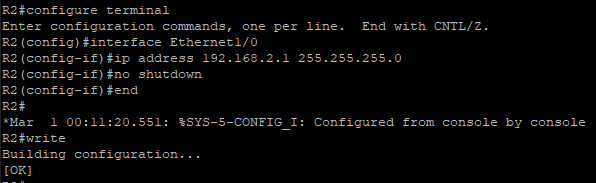 R2#configure terminal
Enter configuration commands, one per line.  End with CNTL/Z.
R2(config)#interface Ethernet1/0
R2(config-if)#ip address 192.168.2.1 255.255.255.0
R2(config-if)#no shutdown
R2(config-if)#end
R2#
*Mar  1 00:11:20.551: %SYS-5-CONFIG_I: Configured from console by console
R2#write
Building configuration...
[OK]
R2#